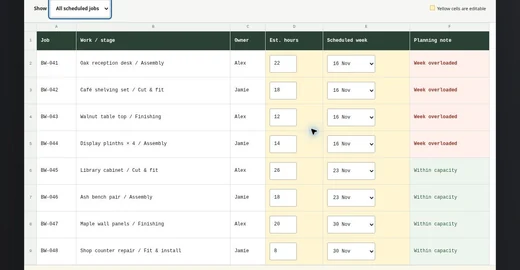 Show All scheduled jobs Yellow cells are editable
A B C D E F
1 Job Work / stage Owner Est. hours Scheduled week Planning note
2 BW-041 Oak reception desk / Assembly Alex 22 16 Nov Week overloaded
3 BW-042 Café shelving set / Cut & fit Jamie 18 16 Nov Week overloaded
4 BW-043 Walnut table top / Finishing Alex 12 16 Nov Week overloaded
5 BW-044 Display plinths × 4 / Assembly Jamie 14 16 Nov Week overloaded
6 BW-045 Library cabinet / Cut & fit Alex 26 23 Nov Within capacity
7 BW-046 Ash bench pair / Assembly Jamie 18 23 Nov Within capacity
8 BW-047 Maple wall panels / Finishing Alex 20 30 Nov Within capacity
9 BW-048 Shop counter repair / Fit & install Jamie 8 30 Nov Within capacity